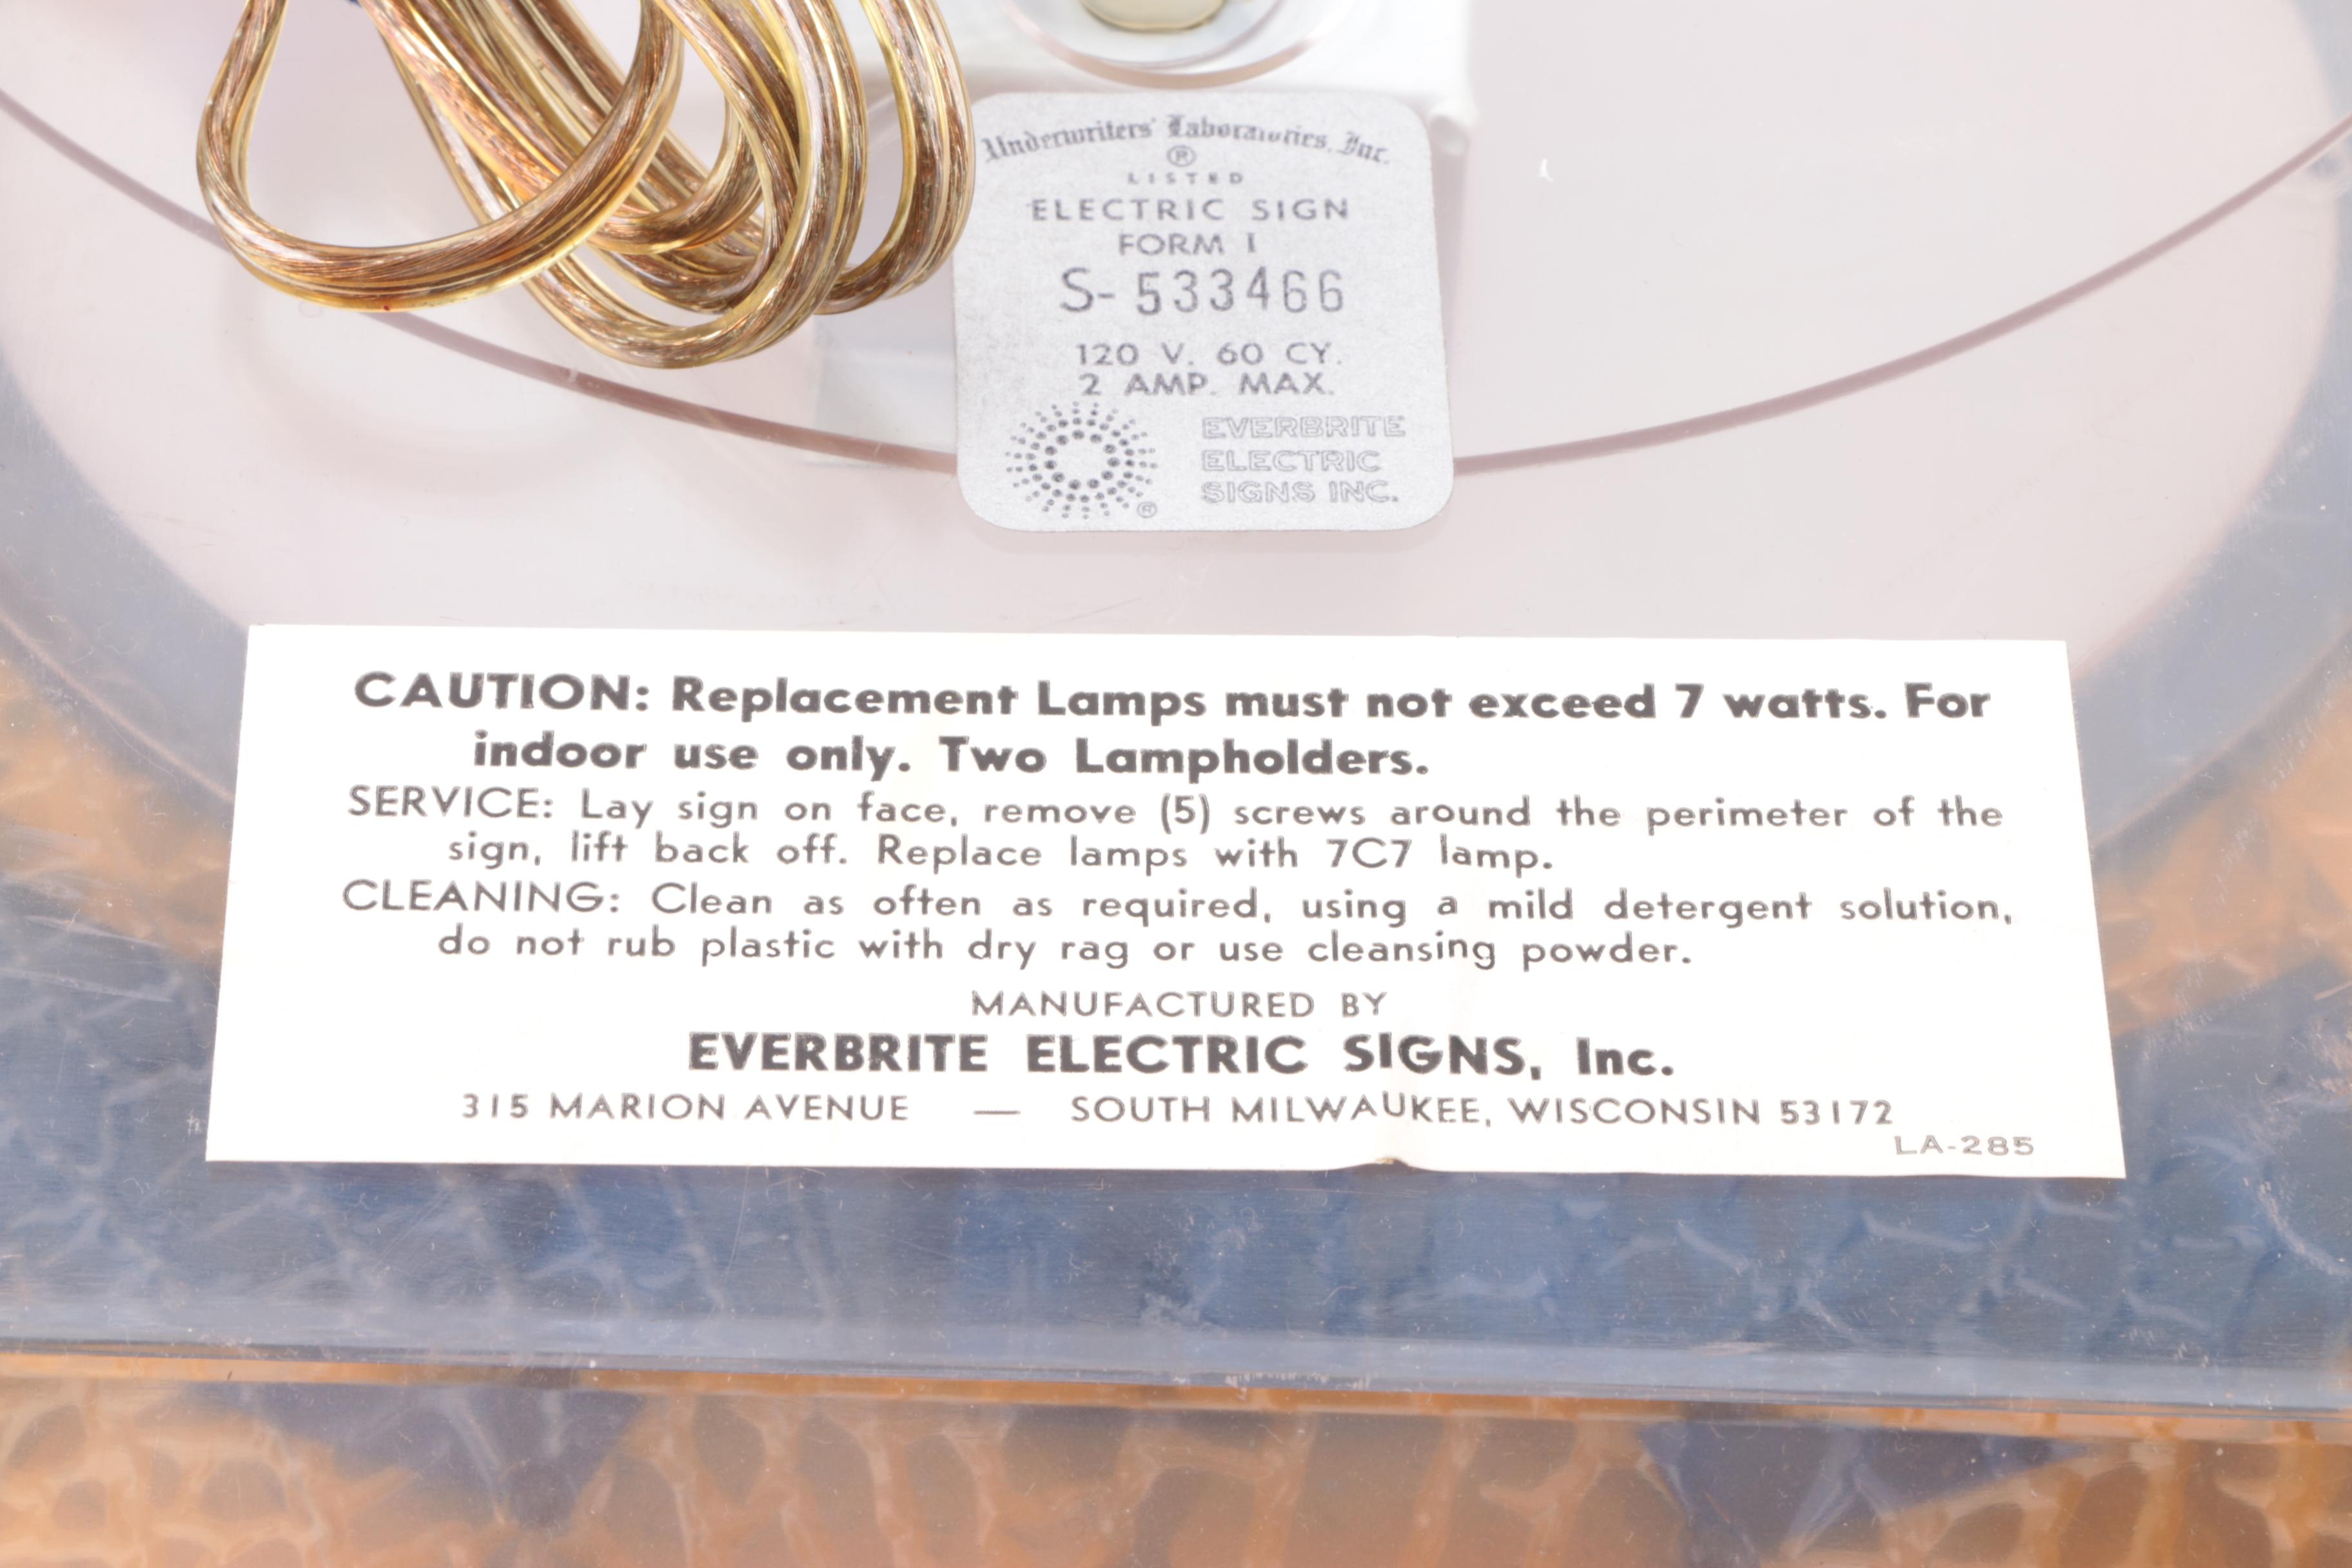 Underwriters' Laboratories, Inc.
®
LISTED
ELECTRIC SIGN
FORM I
S-533466
120 V. 60 CY.
2 AMP. MAX.
EVERBRITE
ELECTRIC
SIGNS INC.
®
CAUTION: Replacement Lamps must not exceed 7 watts. For
indoor use only. Two Lampholders.
SERVICE: Lay sign on face, remove (5) screws around the perimeter of the
sign, lift back off. Replace lamps with 7C7 lamp.
CLEANING: Clean as often as required, using a mild detergent solution,
do not rub plastic with dry rag or use cleansing powder.
MANUFACTURED BY
EVERBRITE ELECTRIC SIGNS, Inc.
315 MARION AVENUE — SOUTH MILWAUKEE, WISCONSIN 53172
LA-285